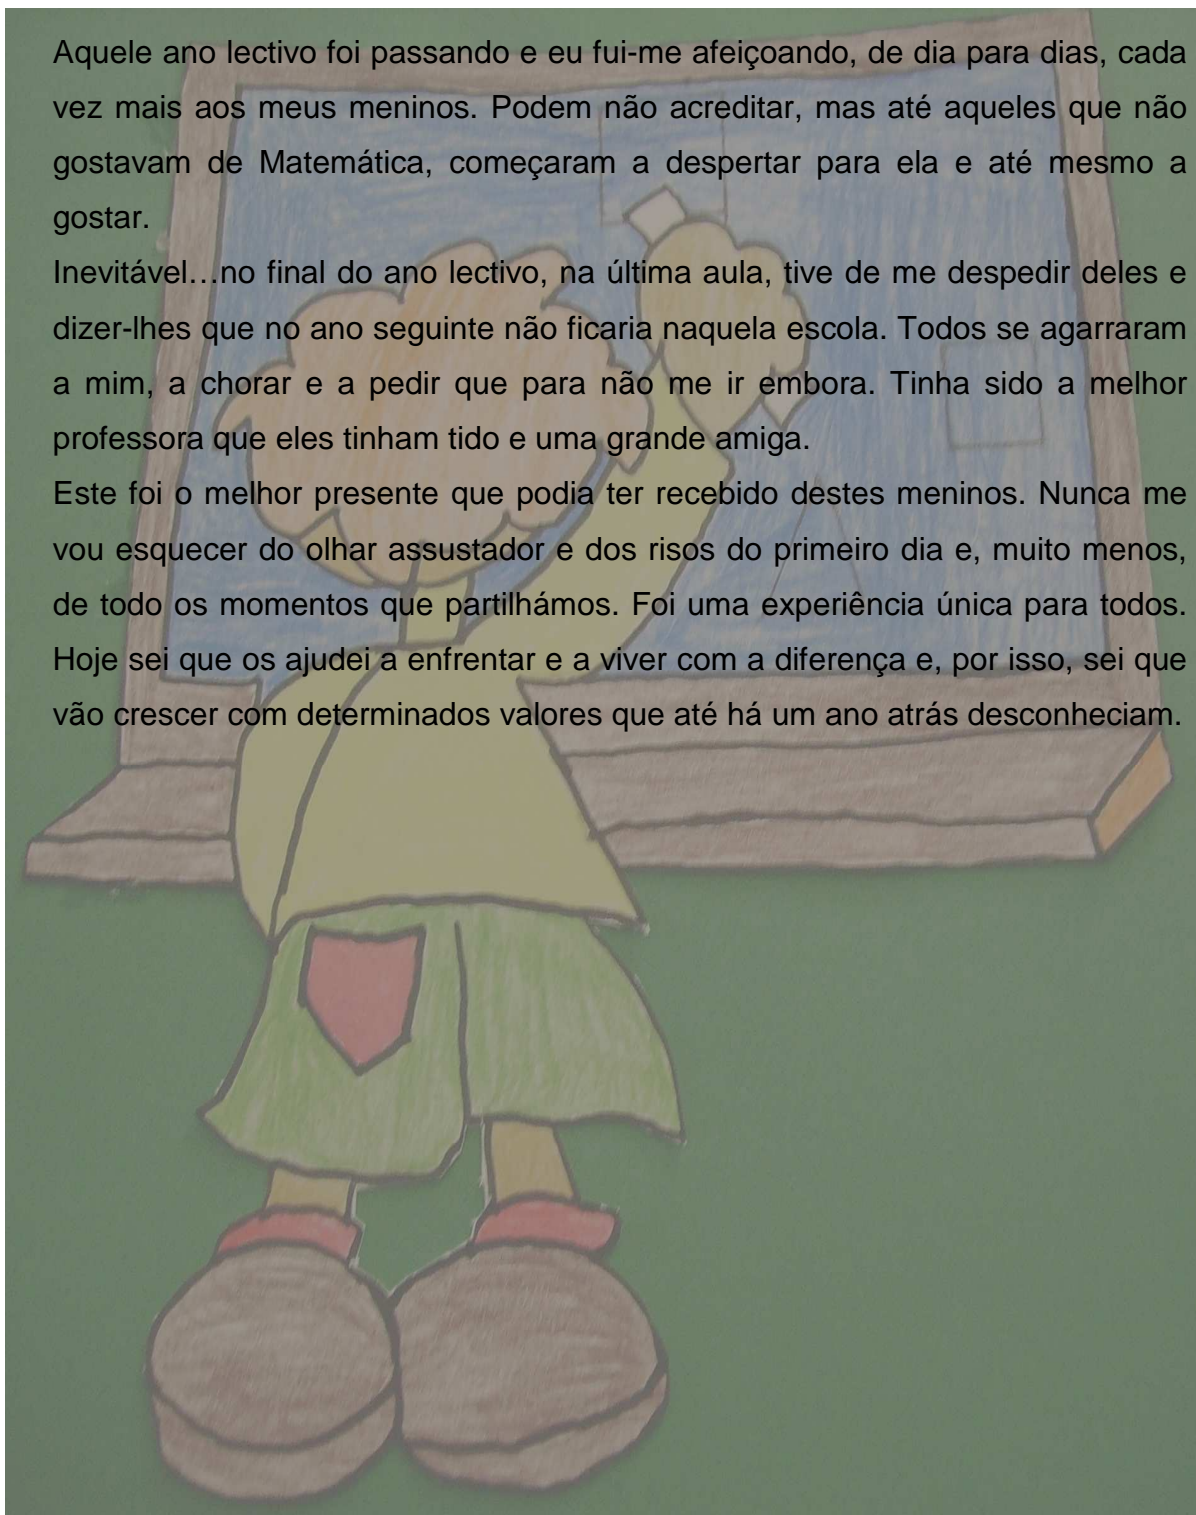 Aquele ano lectivo foi passando e eu fui-me afeiçoando, de dia para dias, cada
vez mais aos meus meninos. Podem não acreditar, mas até aqueles que não
gostavam de Matemática, começaram a despertar para ela e até mesmo a
gostar.
Inevitável…no final do ano lectivo, na última aula, tive de me despedir deles e
dizer-lhes que no ano seguinte não ficaria naquela escola. Todos se agarraram
a mim, a chorar e a pedir que para não me ir embora. Tinha sido a melhor
professora que eles tinham tido e uma grande amiga.
Este foi o melhor presente que podia ter recebido destes meninos. Nunca me
vou esquecer do olhar assustador e dos risos do primeiro dia e, muito menos,
de todo os momentos que partilhámos. Foi uma experiência única para todos.
Hoje sei que os ajudei a enfrentar e a viver com a diferença e, por isso, sei que
vão crescer com determinados valores que até há um ano atrás desconheciam.